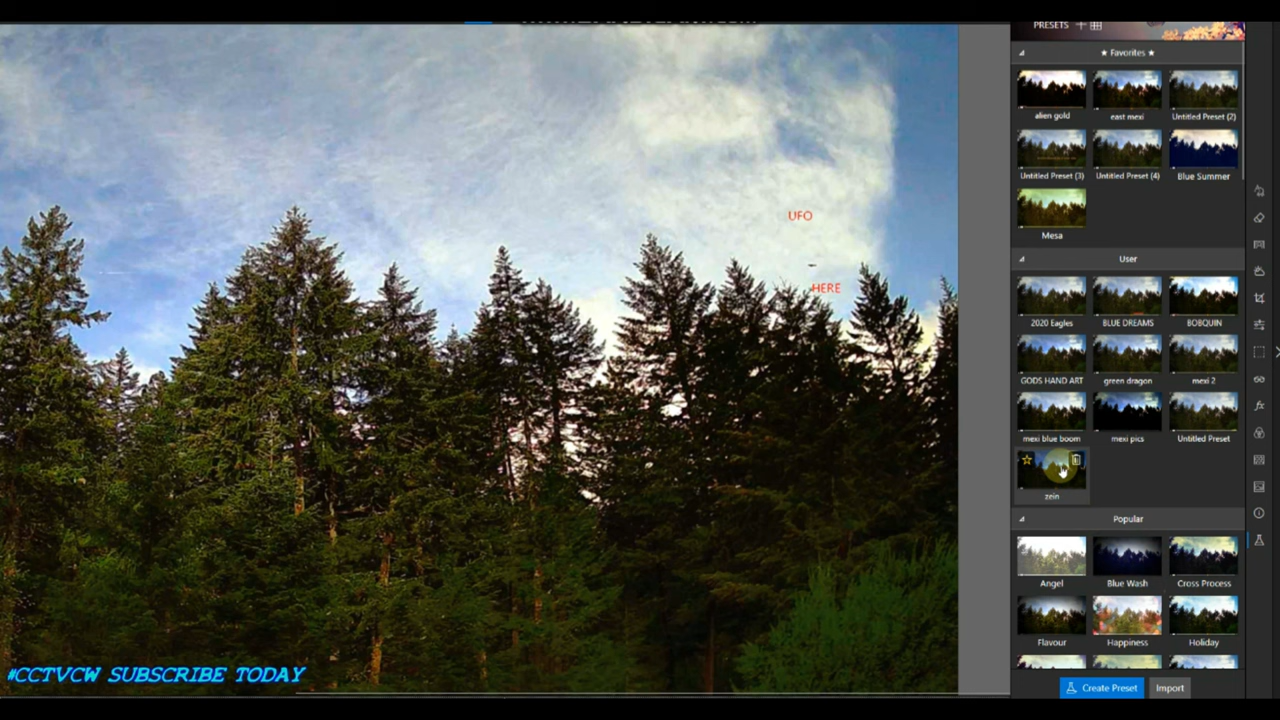 PRESETS
★ Favorites ★
alien gold
east mexi
Untitled Preset (2)
Untitled Preset (3)
Untitled Preset (4)
Blue Summer
Mesa
UFO
HERE
User
2020 Eagles
BLUE DREAMS
BOBQUIN
GODS HAND ART
green dragon
mexi 2
mexi blue boom
mexi pics
Untitled Preset
zein
Popular
Angel
Blue Wash
Cross Process
Flavour
Happiness
Holiday
#CCTVCW SUBSCRIBE TODAY
Create Preset
Import